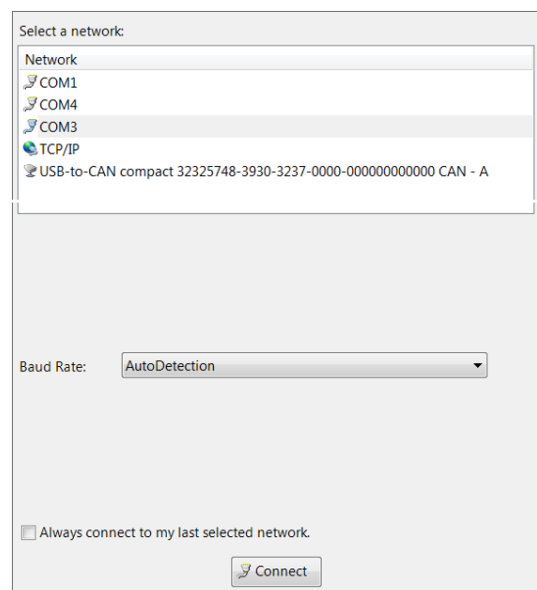 Select a network:
Network
COM1
COM4
COM3
TCP/IP
USB-to-CAN compact 32325748-3930-3237-0000-000000000000 CAN - A
Baud Rate: AutoDetection
Always connect to my last selected network.
Connect